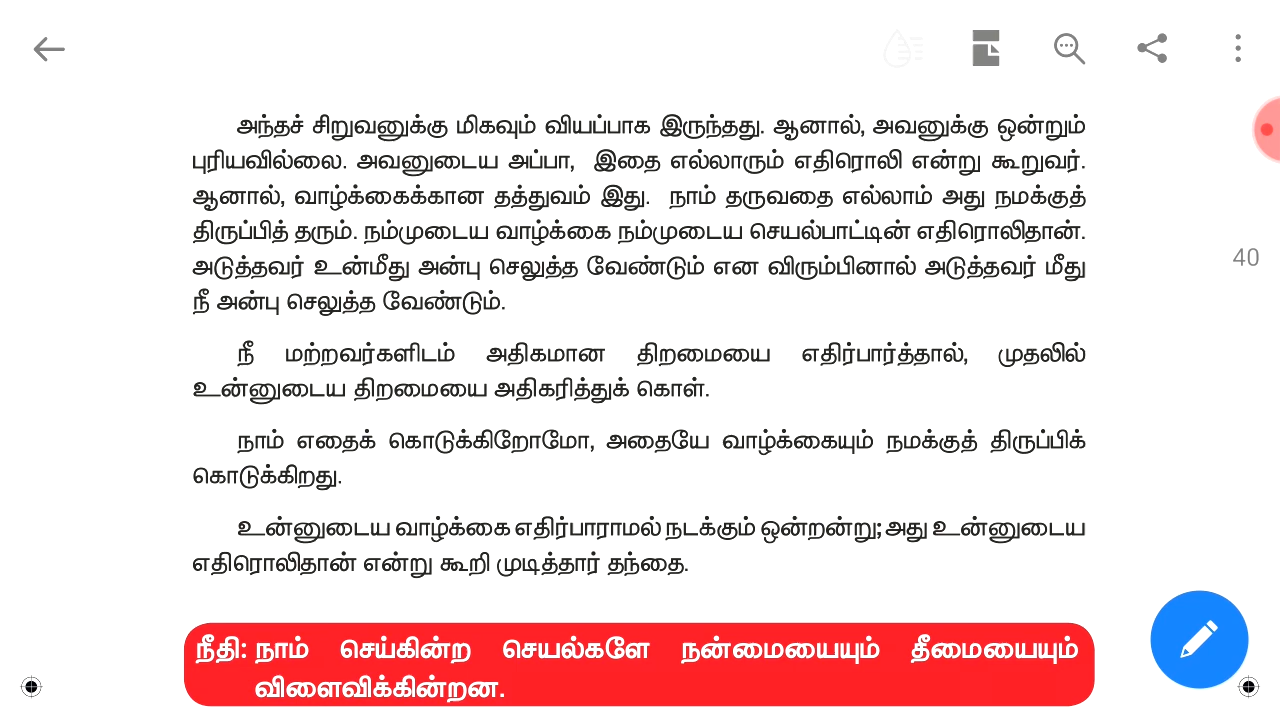 அந்தச் சிறுவனுக்கு மிகவும் வியப்பாக இருந்தது. ஆனால், அவனுக்கு ஒன்றும்
புரியவில்லை. அவனுடைய அப்பா, இதை எல்லாரும் எதிரொலி என்று கூறுவர்.
ஆனால், வாழ்க்கைக்கான தத்துவம் இது. நாம் தருவதை எல்லாம் அது நமக்குத்
திருப்பித் தரும். நம்முடைய வாழ்க்கை நம்முடைய செயல்பாட்டின் எதிரொலிதான்.
40
அடுத்தவர் உன்மீது அன்பு செலுத்த வேண்டும் என விரும்பினால் அடுத்தவர் மீது
நீ அன்பு செலுத்த வேண்டும்.
நீ மற்றவர்களிடம் அதிகமான திறமையை எதிர்பார்த்தால், முதலில்
உன்னுடைய திறமையை அதிகரித்துக் கொள்.
நாம் எதைக் கொடுக்கிறோமோ, அதையே வாழ்க்கையும் நமக்குத் திருப்பிக்
கொடுக்கிறது.
உன்னுடைய வாழ்க்கை எதிர்பாராமல் நடக்கும் ஒன்றன்று; அது உன்னுடைய
எதிரொலிதான் என்று கூறி முடித்தார் தந்தை.
நீதி: நாம் செய்கின்ற செயல்களே நன்மையையும் தீமையையும்
விளைவிக்கின்றன.